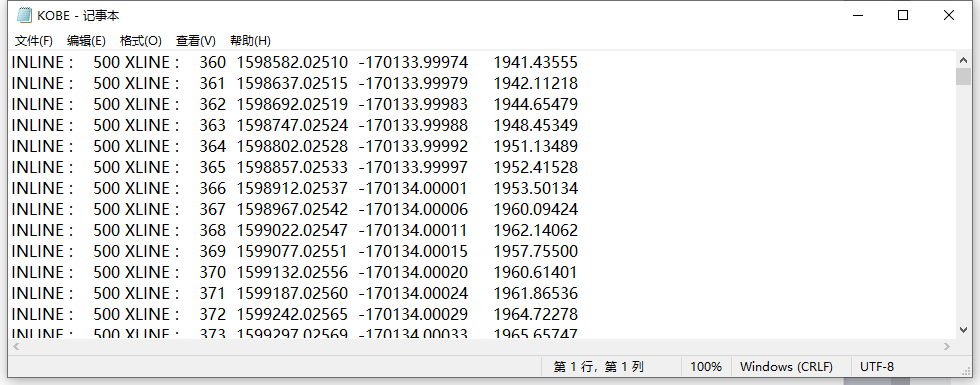 KOBE - 记事本
文件(F) 编辑(E) 格式(O) 查看(V) 帮助(H)
INLINE : 500 XLINE : 360 1598582.02510 -170133.99974 1941.43555
INLINE : 500 XLINE : 361 1598637.02515 -170133.99979 1942.11218
INLINE : 500 XLINE : 362 1598692.02519 -170133.99983 1944.65479
INLINE : 500 XLINE : 363 1598747.02524 -170133.99988 1948.45349
INLINE : 500 XLINE : 364 1598802.02528 -170133.99992 1951.13489
INLINE : 500 XLINE : 365 1598857.02533 -170133.99997 1952.41528
INLINE : 500 XLINE : 366 1598912.02537 -170134.00001 1953.50134
INLINE : 500 XLINE : 367 1598967.02542 -170134.00006 1960.09424
INLINE : 500 XLINE : 368 1599022.02547 -170134.00011 1962.14062
INLINE : 500 XLINE : 369 1599077.02551 -170134.00015 1957.75500
INLINE : 500 XLINE : 370 1599132.02556 -170134.00020 1960.61401
INLINE : 500 XLINE : 371 1599187.02560 -170134.00024 1961.86536
INLINE : 500 XLINE : 372 1599242.02565 -170134.00029 1964.72278
INLINE : 500 XLINE : 373 1599297.02569 -170134.00033 1965.65747
第 1 行，第 1 列 100% Windows (CRLF) UTF-8